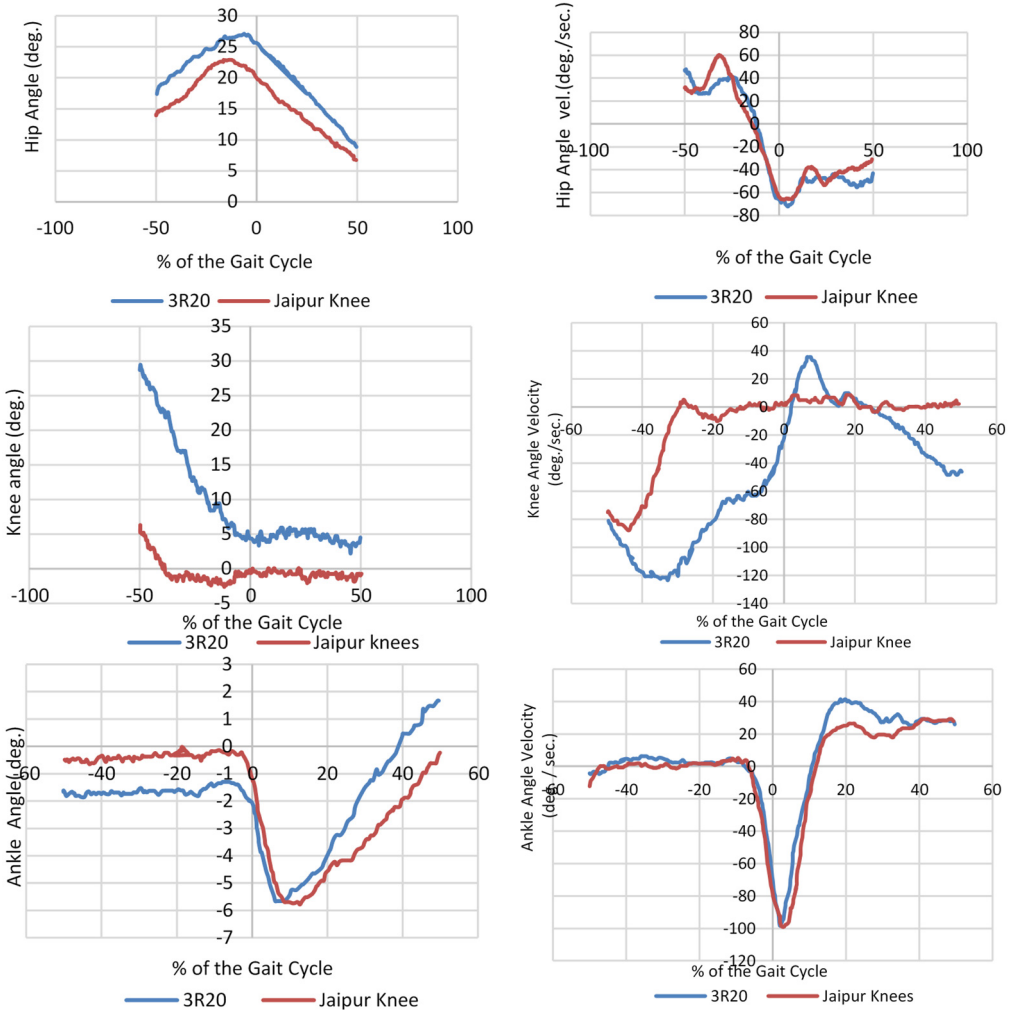 Hip Angle (deg.)
30
25
20
15
10
5
0
-100 -50 0 50 100
% of the Gait Cycle
3R20 Jaipur Knee
Hip Angle vel.(deg./sec.)
80
60
40
20
0
-20
-40
-60
-80
-100 -50 0 50 100
% of the Gait Cycle
3R20 Jaipur Knee
Knee angle (deg.)
35
30
25
20
15
10
5
0
-5
-100 -50 0 50 100
% of the Gait Cycle
3R20 Jaipur knees
Knee Angle Velocity
(deg./sec.)
60
40
20
0
-20
-40
-60
-80
-100
-120
-140
-60 -40 -20 0 20 40 60
% of the Gait Cycle
3R20 Jaipur Knee
Ankle Angle(deg.)
3
2
1
0
-1
-2
-3
-4
-5
-6
-7
-60 -40 -20 0 20 40 60
% of the Gait Cycle
3R20 Jaipur Knee
Ankle Angle Velocity
(deg. / sec.)
60
40
20
0
-20
-40
-60
-80
-100
-120
-60 -40 -20 0 20 40 60
% of the Gait Cycle
3R20 Jaipur Knees